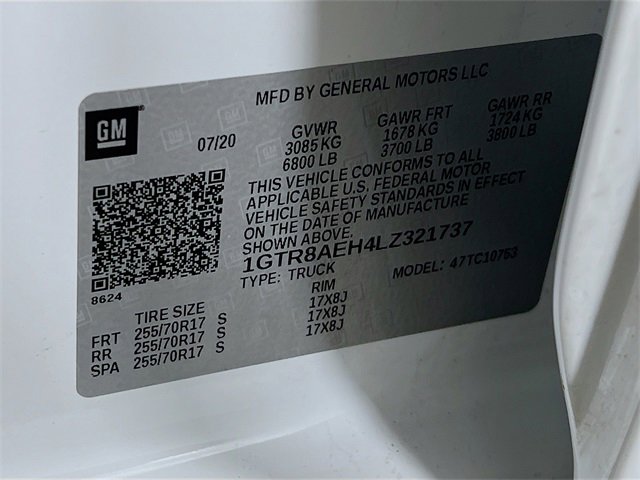 MFD BY GENERAL MOTORS LLC
GM
07/20 GVWR GAWR FRT GAWR RR
3085 KG 1678 KG 1724 KG
6800 LB 3700 LB 3800 LB
THIS VEHICLE CONFORMS TO ALL
APPLICABLE U.S. FEDERAL MOTOR
VEHICLE SAFETY STANDARDS IN EFFECT
ON THE DATE OF MANUFACTURE
SHOWN ABOVE.
1GTR8AEH4LZ321737
TYPE: TRUCK MODEL: 47TC10753
8624
TIRE SIZE RIM
FRT 255/70R17 S 17X8J
RR 255/70R17 S 17X8J
SPA 255/70R17 S 17X8J